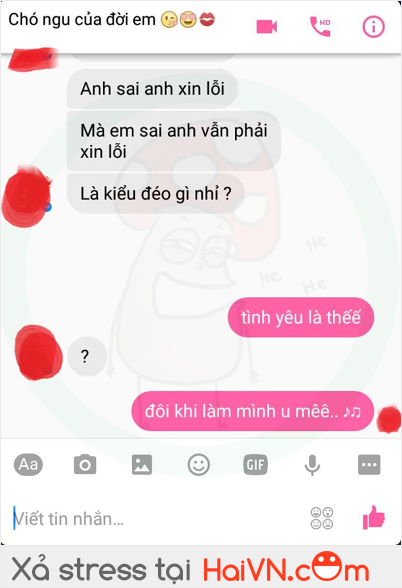 Chó ngu của đời em 😘😍💋
HD
Anh sai anh xin lỗi
Mà em sai anh vẫn phải
xin lỗi
Là kiểu đéo gì nhỉ ?
He
He
He
He
tình yêu là thếế
?
đôi khi làm mình u mêê.. ♪♫
Aa
GIF
Viết tin nhắn...
Xả stress tại HaiVN.com